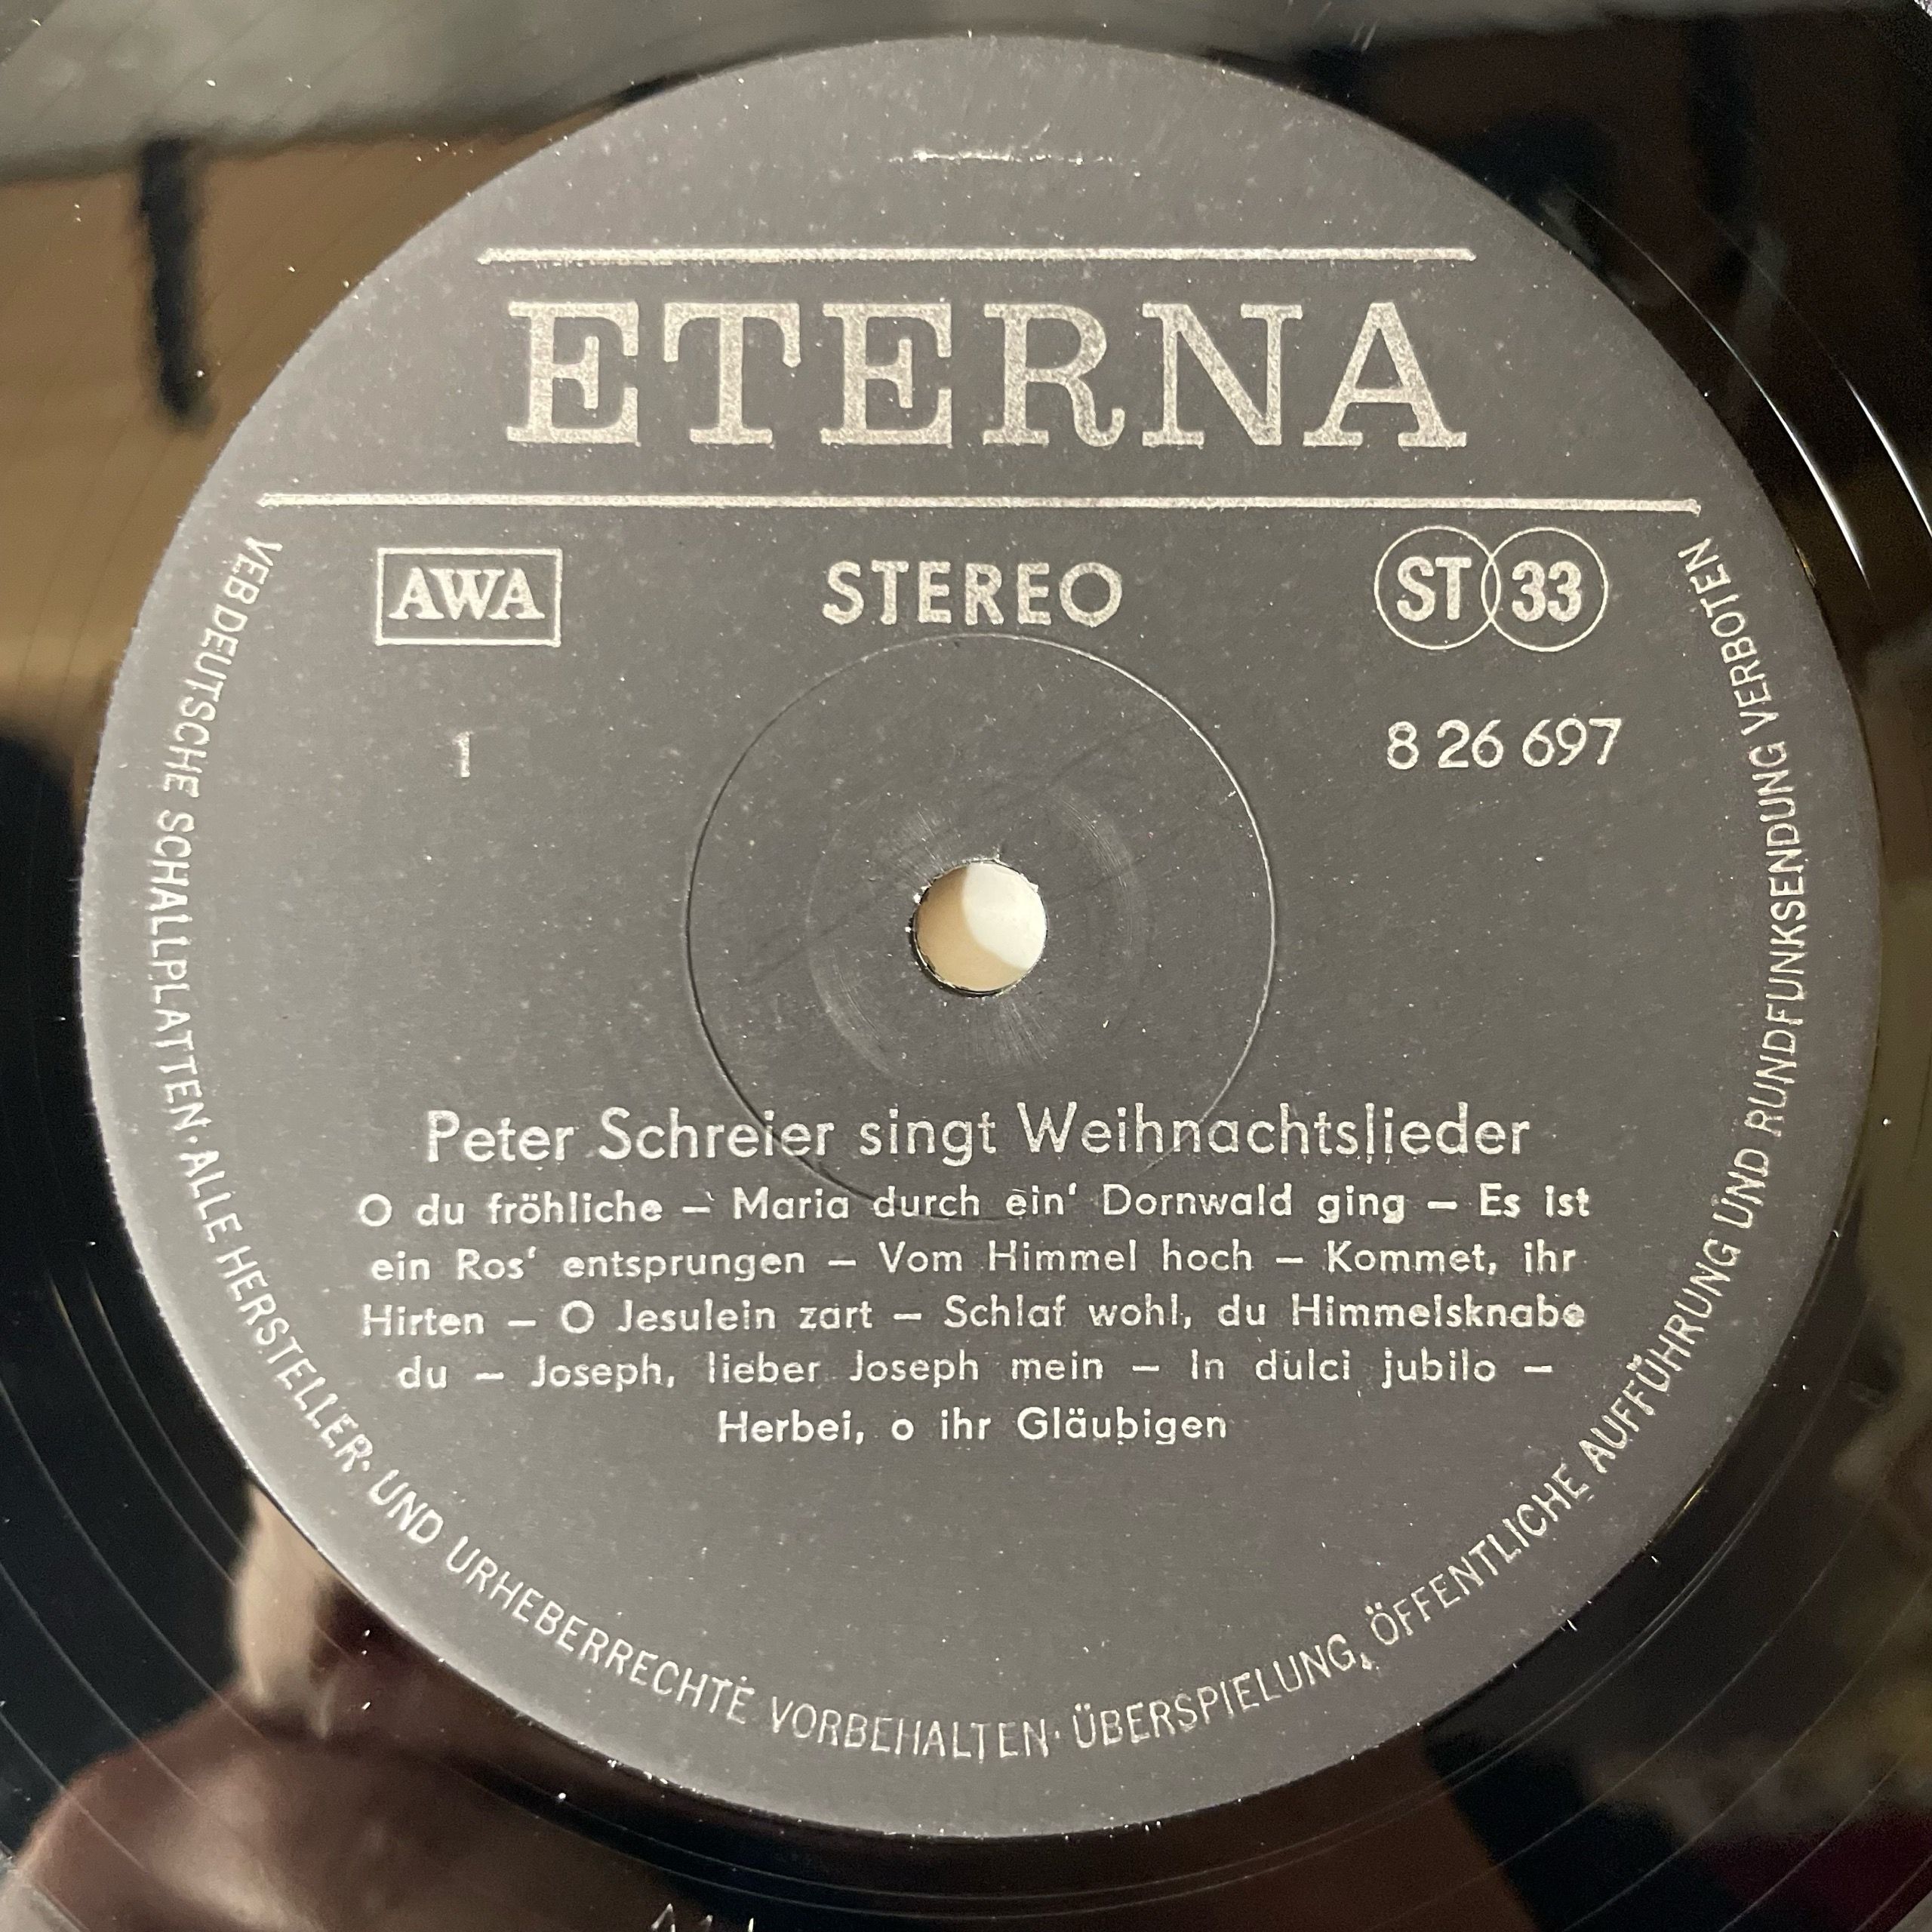 ETERNA
AWA
STEREO
ST 33
1
8 26 697
Peter Schreier singt Weihnachtslieder
O du fröhliche – Maria durch ein‘ Dornwald ging – Es ist
ein Ros‘ entsprungen – Vom Himmel hoch – Kommet, ihr
Hirten – O Jesulein zart – Schlaf wohl, du Himmelsknabe
du – Joseph, lieber Joseph mein – In dulci jubilo –
Herbei, o ihr Gläubigen
VEB DEUTSCHE SCHALLPLATTEN · ALLE HERSTELLER- UND URHEBERRECHTE VORBEHALTEN · ÜBERSPIELUNG, ÖFFENTLICHE AUFFÜHRUNG UND RUNDFUNKSENDUNG VERBOTEN